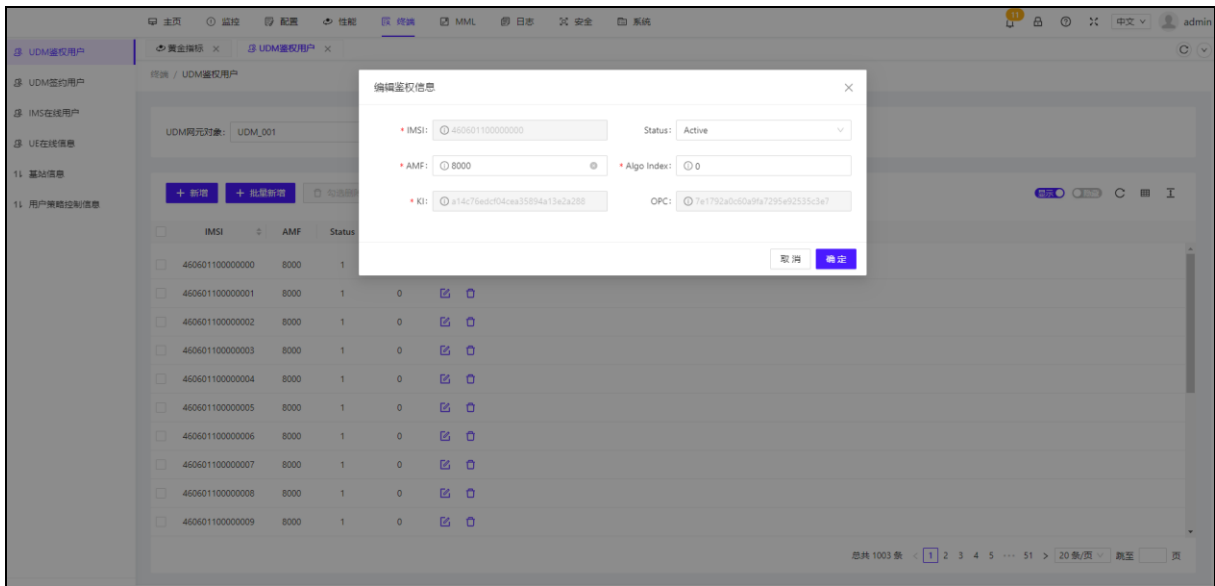 主页 监控 配置 性能 终端 MML 日志 安全 系统 11 中文 admin
UDM鉴权用户 黄金指标 × UDM鉴权用户 ×
UDM签约用户 终端 / UDM鉴权用户
IMS在线用户
UE在线信息
基站信息
用户策略控制信息
UDM网元对象: UDM_001
编辑鉴权信息
* IMSI: 460601100000000 Status: Active
* AMF: 8000 * Algo Index: 0
* KI: a14c76edcf04cea35894a13e2a288 OPC: 7e1792a0c60a9fa7295e92535c3e7
取消 确定
+ 新增 + 批量新增 勾选删 显示
IMSI AMF Status
460601100000000 8000 1
460601100000001 8000 1 0
460601100000002 8000 1 0
460601100000003 8000 1 0
460601100000004 8000 1 0
460601100000005 8000 1 0
460601100000006 8000 1 0
460601100000007 8000 1 0
460601100000008 8000 1 0
460601100000009 8000 1 0
总共 1003 条 < 1 2 3 4 5 ··· 51 > 20 条/页 跳至 页